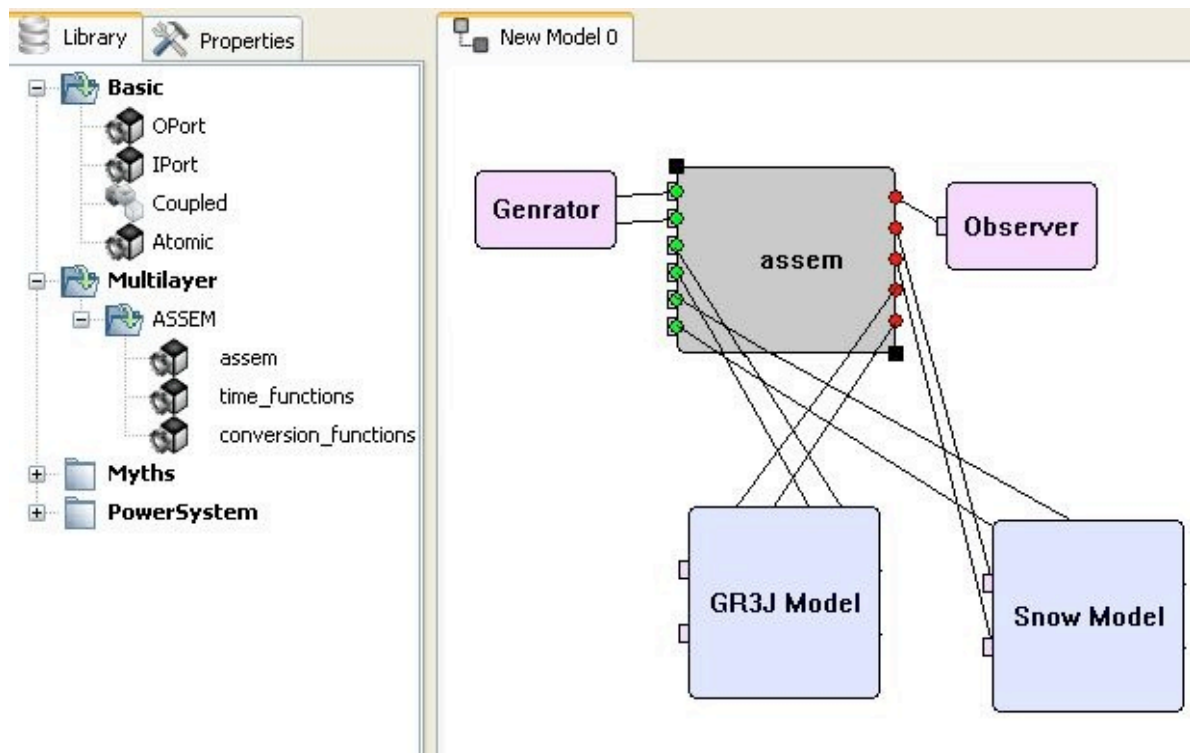 Library
Properties
Basic
OPort
IPort
Coupled
Atomic
Multilayer
ASSEM
assem
time_functions
conversion_functions
Myths
PowerSystem
New Model 0
Genrator
assem
Observer
GR3J Model
Snow Model